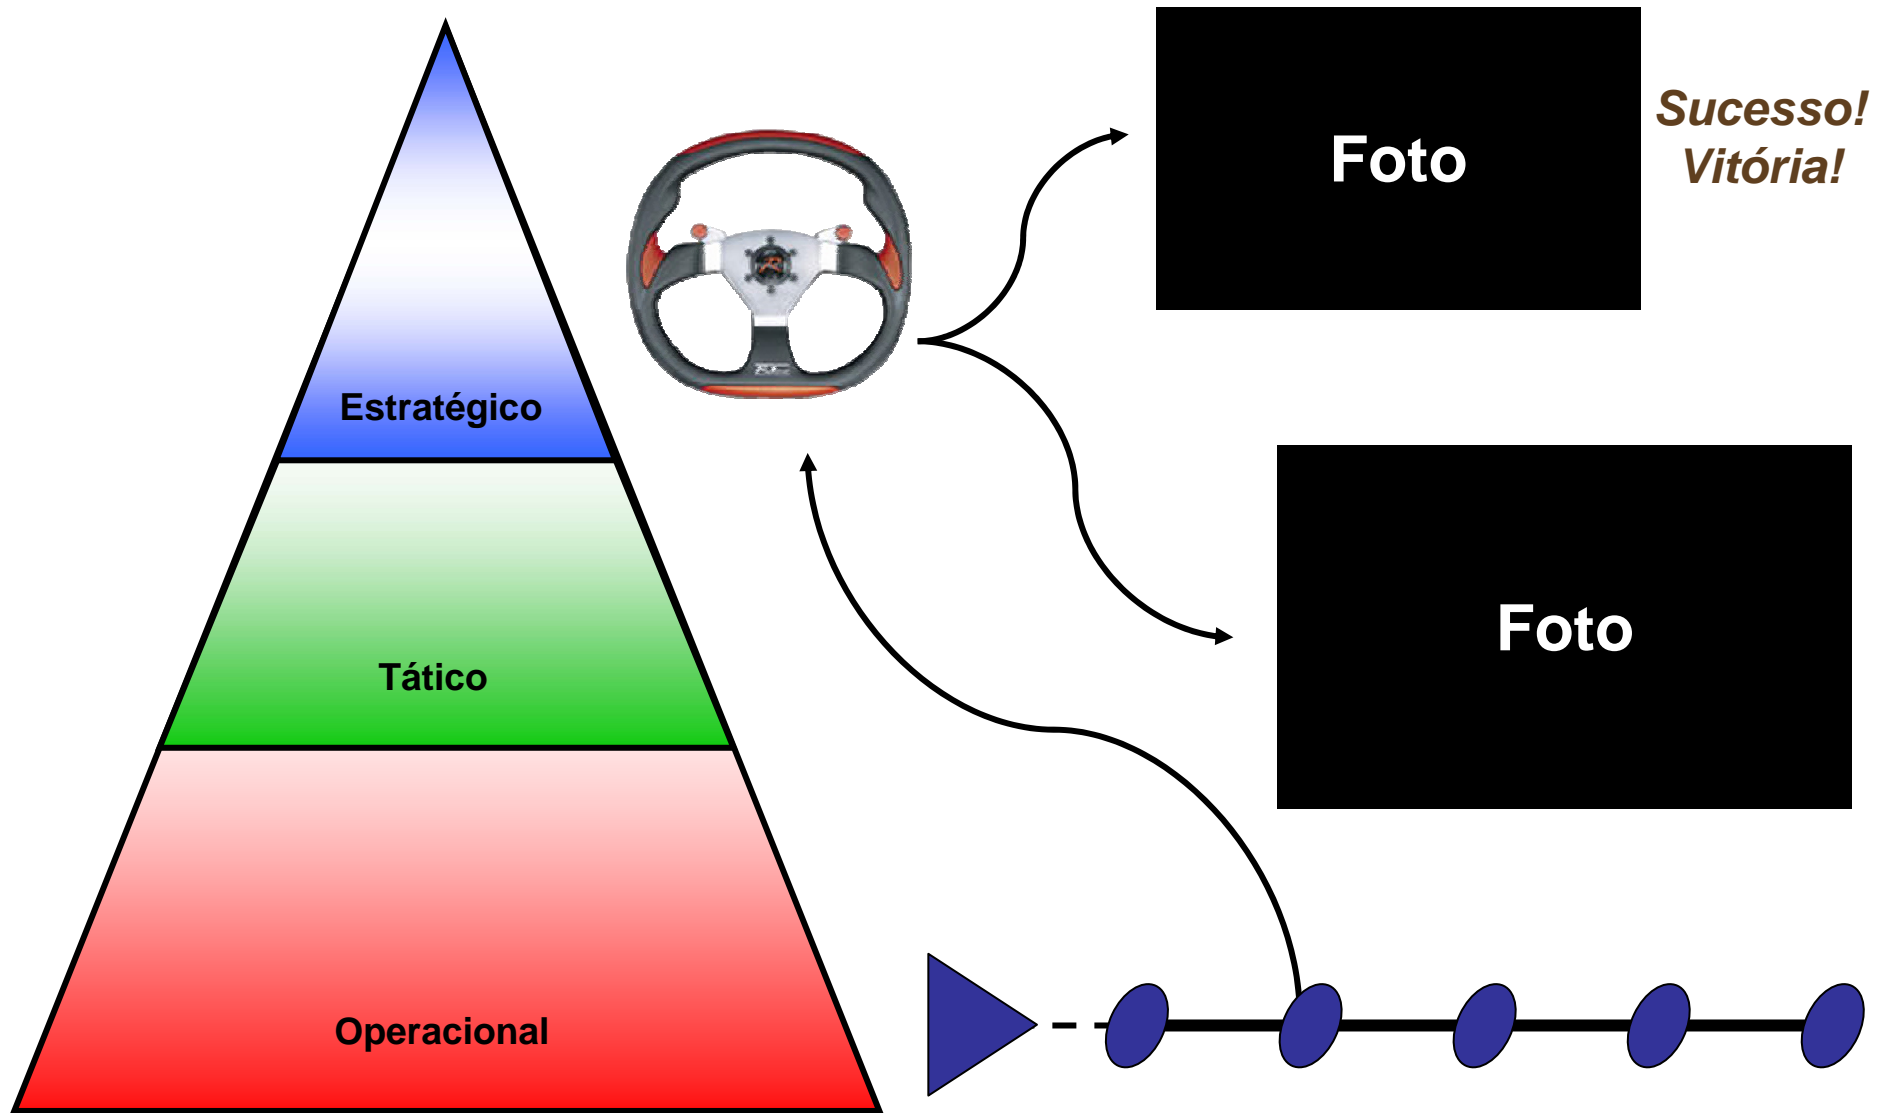 Foto
Sucesso!
Vitória!
Estratégico
Foto
Tático
Operacional